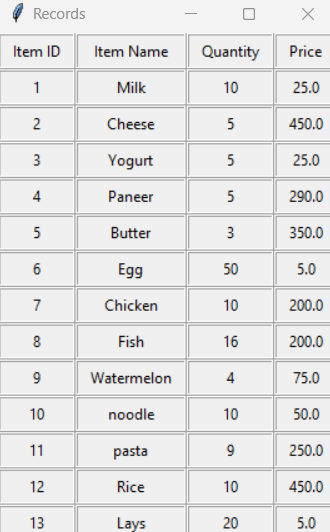 Records
Item ID Item Name Quantity Price
1 Milk 10 25.0
2 Cheese 5 450.0
3 Yogurt 5 25.0
4 Paneer 5 290.0
5 Butter 3 350.0
6 Egg 50 5.0
7 Chicken 10 200.0
8 Fish 16 200.0
9 Watermelon 4 75.0
10 noodle 10 50.0
11 pasta 9 250.0
12 Rice 10 450.0
13 Lays 20 5.0